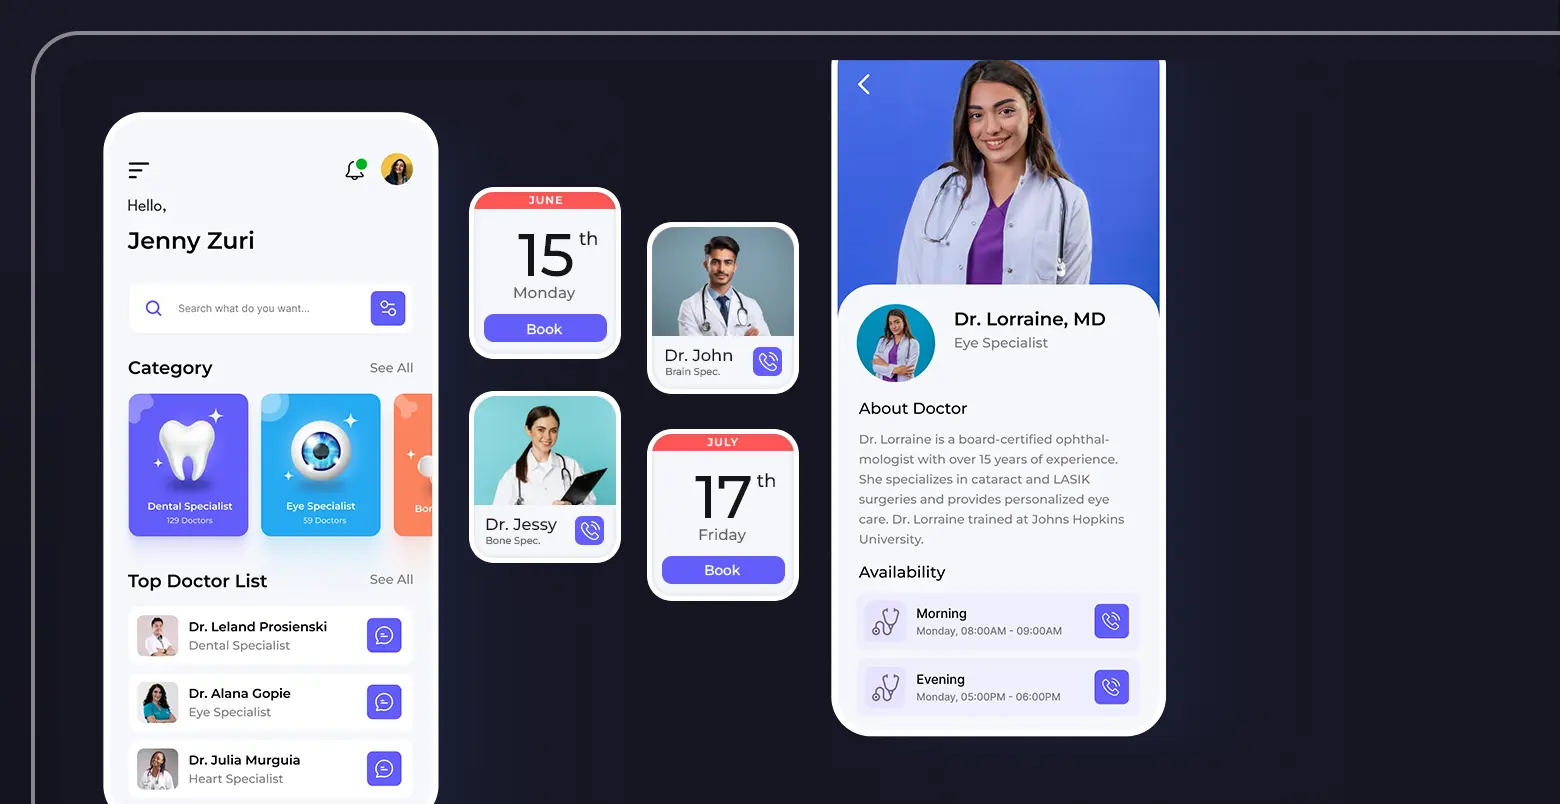 Hello,
Jenny Zuri
Search what do you want...
Category
See All
Dental Specialist
129 Doctors
Eye Specialist
59 Doctors
Bor
Top Doctor List
See All
Dr. Leland Prosienski
Dental Specialist
Dr. Alana Gopie
Eye Specialist
Dr. Julia Murguia
Heart Specialist
JUNE
15th
Monday
Book
Dr. Jessy
Bone Spec.
Dr. John
Brain Spec.
JULY
17th
Friday
Book
Dr. Lorraine, MD
Eye Specialist
About Doctor
Dr. Lorraine is a board-certified ophthal-
mologist with over 15 years of experience.
She specializes in cataract and LASIK
surgeries and provides personalized eye
care. Dr. Lorraine trained at Johns Hopkins
University.
Availability
Morning
Monday, 08:00AM - 09:00AM
Evening
Monday, 05:00PM - 06:00PM